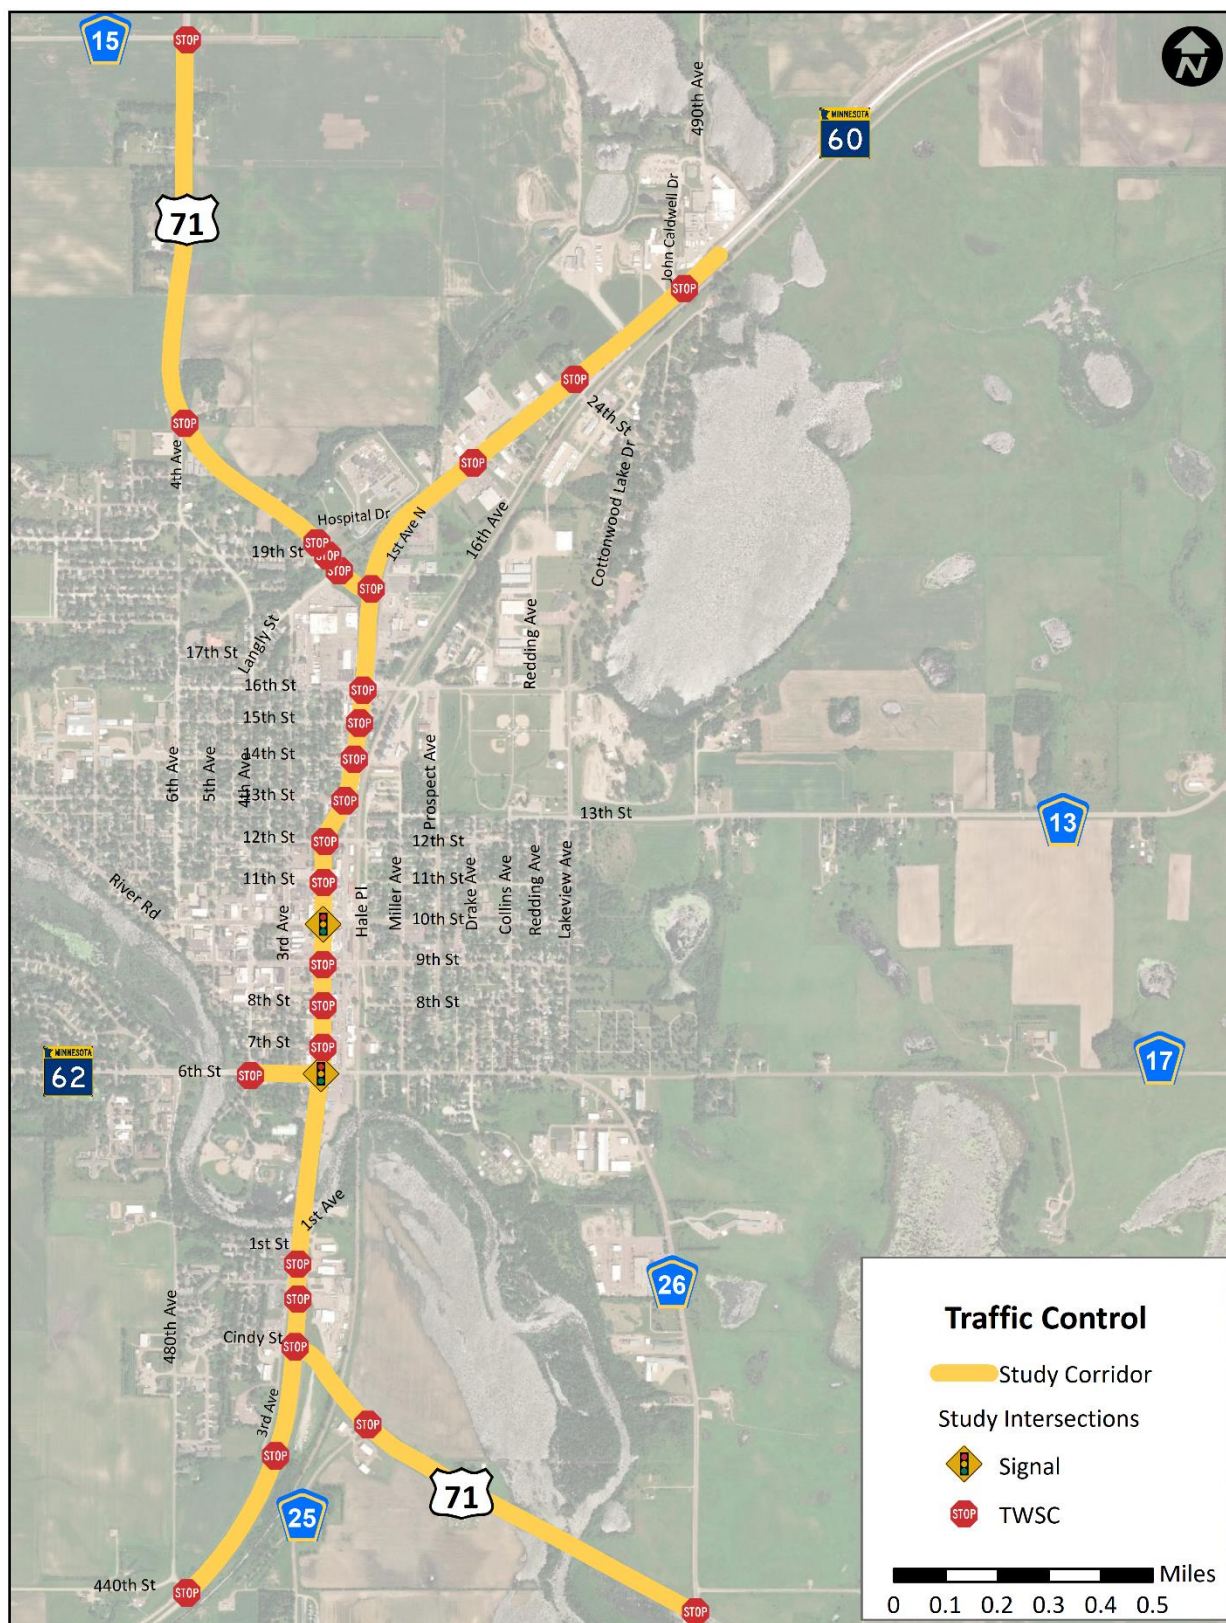 15
STOP
N
490th Ave
MINNESOTA
60
71
John Caldwell Dr
STOP
STOP
24th St
STOP
4th Ave
STOP
Cottonwood Lake Dr
Hospital Dr
1st Ave N
16th Ave
STOP
19th St
STOP
STOP
STOP
Redding Ave
Langly St
17th St
16th St
STOP
15th St
STOP
14th St
STOP
6th Ave
5th Ave
4th Ave
Prospect Ave
13th St
STOP
13th St
13
12th St
STOP
12th St
11th St
STOP
11th St
River Rd
3rd Ave
Hale Pl
Miller Ave
10th St
Drake Ave
Collins Ave
Redding Ave
Lakeview Ave
STOP
9th St
8th St
STOP
8th St
7th St
STOP
MINNESOTA
62
6th St
STOP
17
1st Ave
1st St
STOP
26
STOP
480th Ave
Cindy St
STOP
3rd Ave
STOP
STOP
71
25
440th St
STOP
STOP
Traffic Control
Study Corridor
Study Intersections
Signal
STOP
TWSC
Miles
0 0.1 0.2 0.3 0.4 0.5